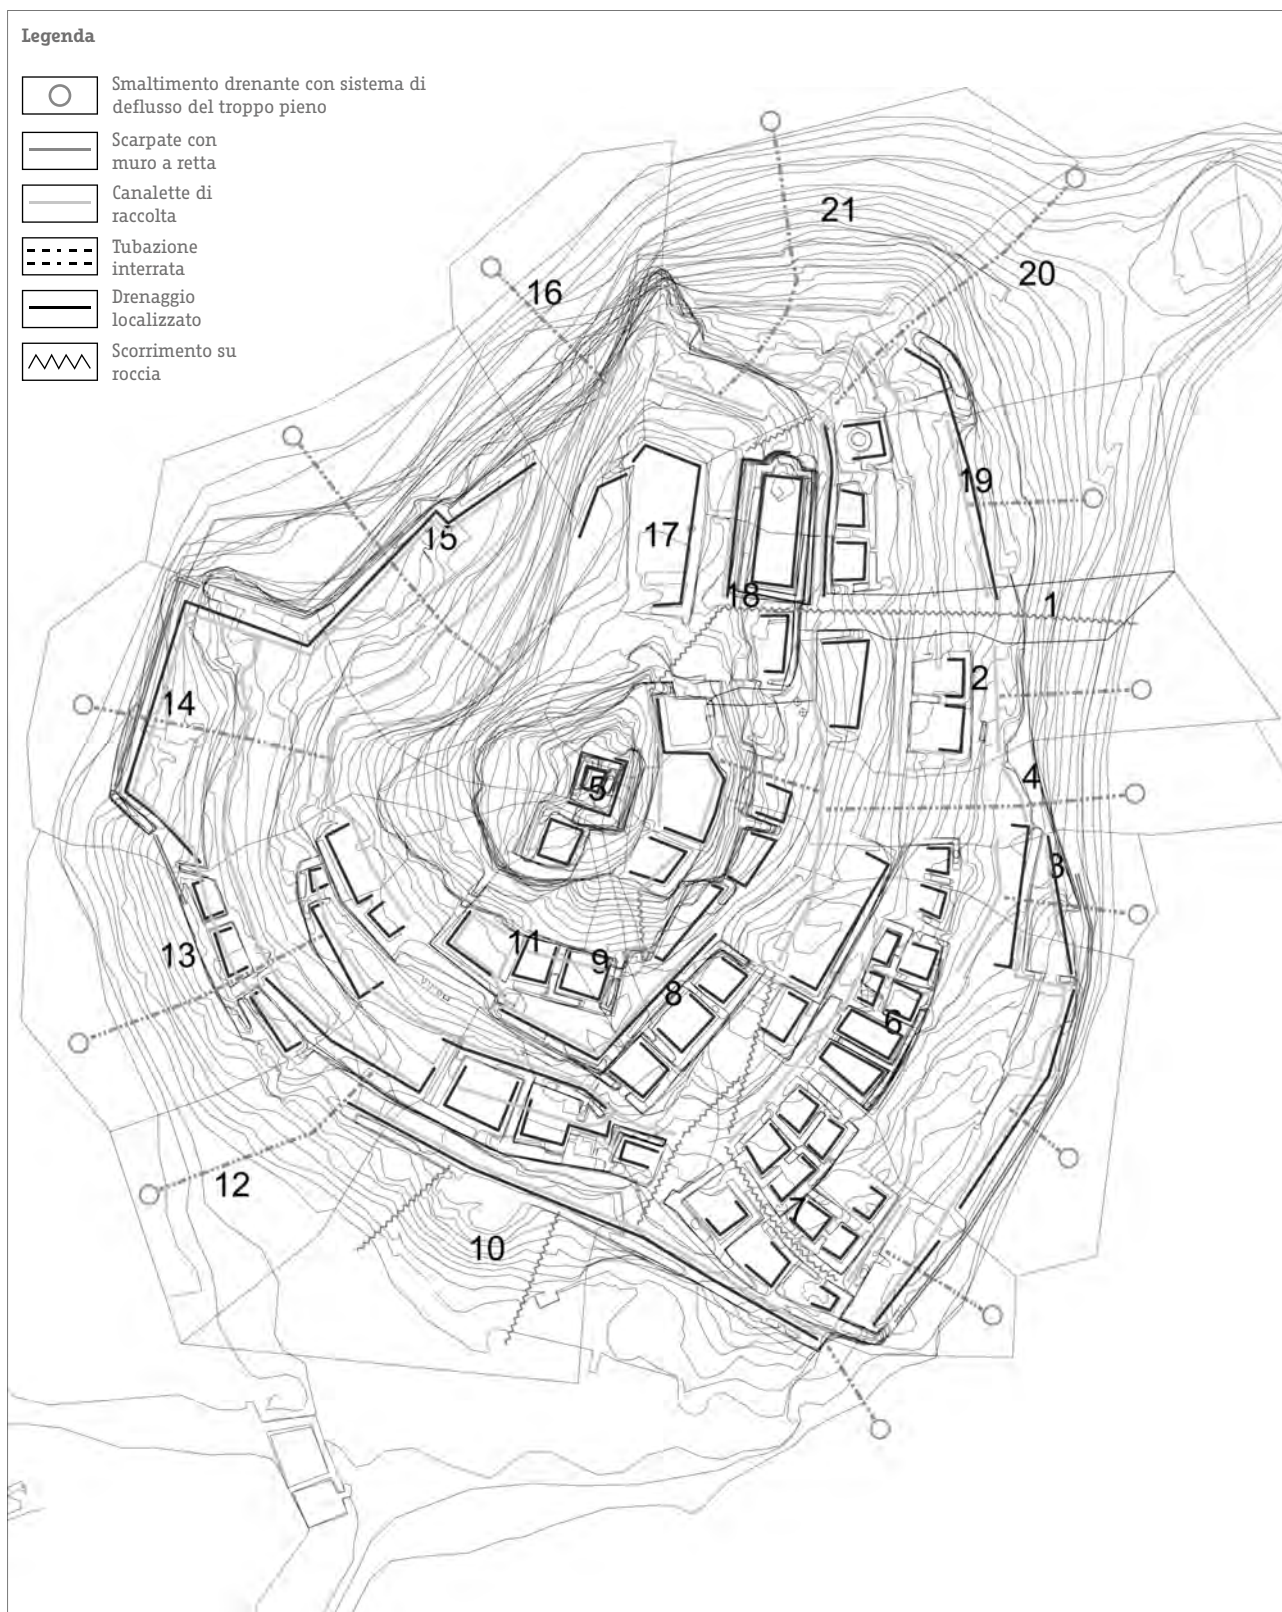 Legenda
Smaltimento drenante con sistema di
deflusso del troppo pieno
Scarpate con
muro a retta
Canalette di
raccolta
Tubazione
interrata
Drenaggio
localizzato
Scorrimento su
roccia
21
20
16
19
15
17
18
1
2
14
4
5
3
13
11
9
8
6
12
7
10